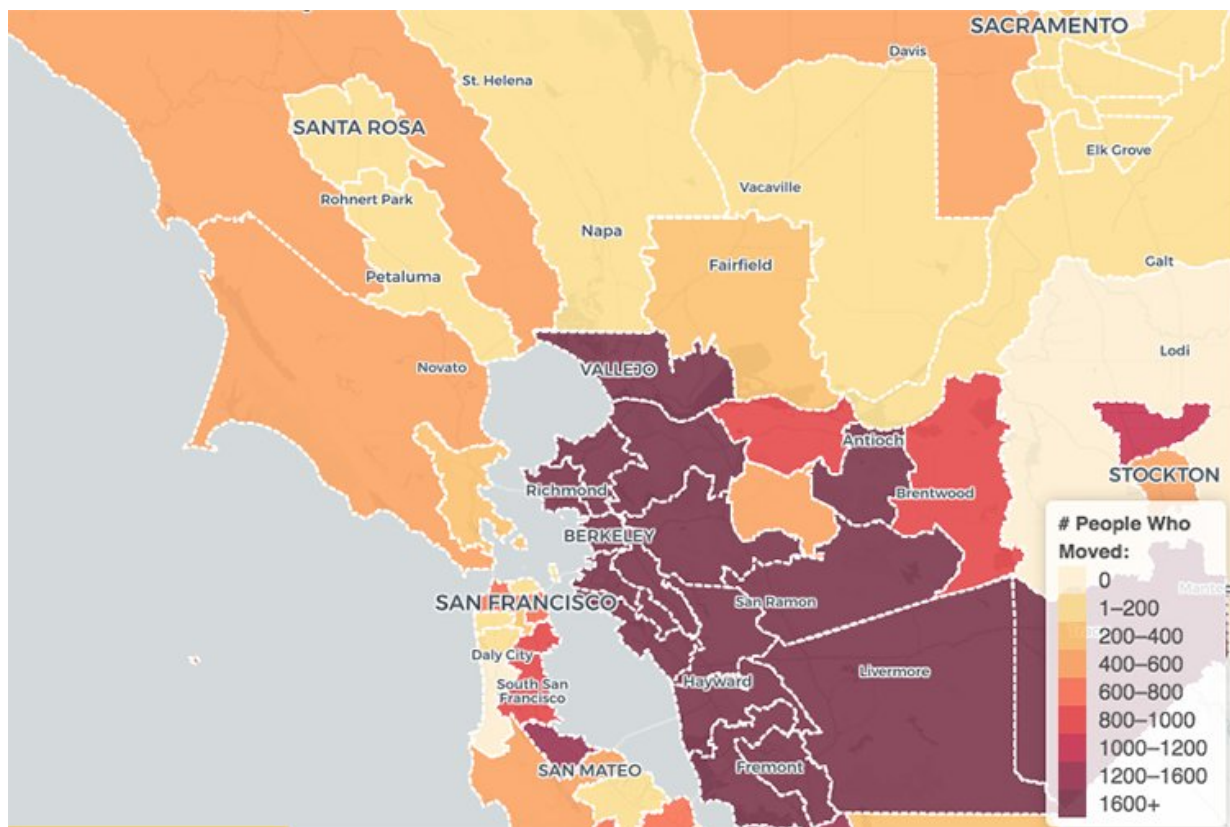 SACRAMENTO
Davis
St. Helena
SANTA ROSA
Elk Grove
Vacaville
Rohnert Park
Napa
Fairfield
Galt
Petaluma
Lodi
Novato
VALLEJO
Antioch
STOCKTON
Richmond
Brentwood
BERKELEY
SAN FRANCISCO
San Ramon
Daly City
Livermore
Hayward
South San
Francisco
SAN MATEO
Fremont
# People Who
Moved:
0
1–200
200–400
400–600
600–800
800–1000
1000–1200
1200–1600
1600+